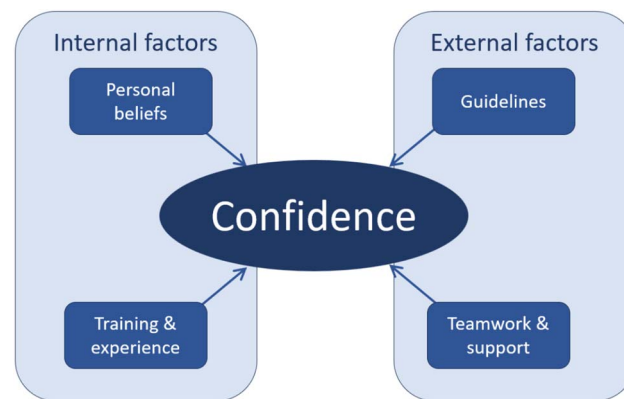 Internal factors
External factors
Personal
beliefs
Guidelines
Confidence
Training &
experience
Teamwork &
support